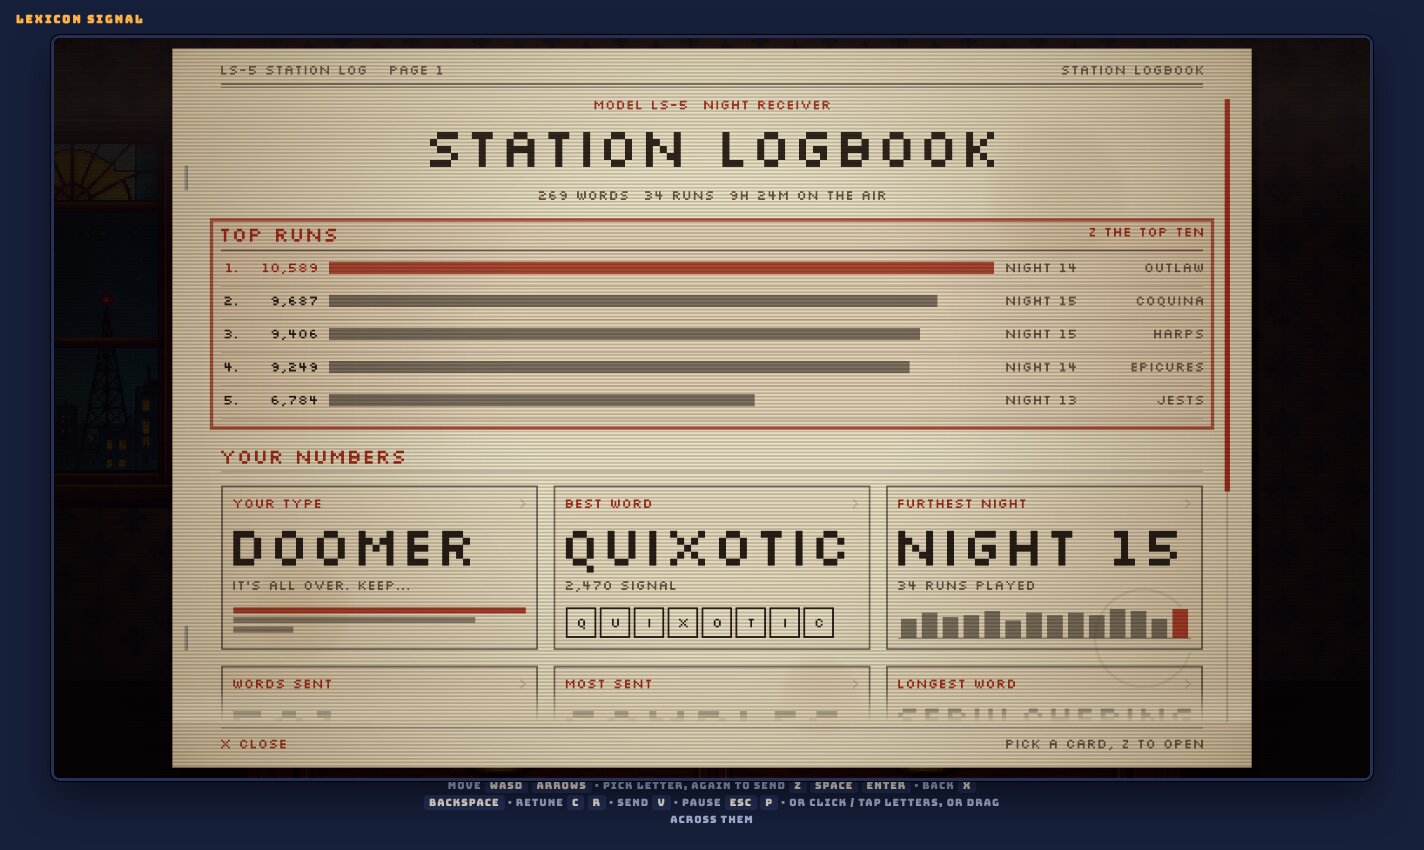 LEXICON SIGNAL
LS-5 STATION LOG PAGE 1
STATION LOGBOOK
MODEL LS-5 NIGHT RECEIVER
STATION LOGBOOK
269 WORDS 34 RUNS 9H 24M ON THE AIR
TOP RUNS
Z THE TOP TEN
1. 10,589 NIGHT 14 OUTLAW
2. 9,687 NIGHT 15 COQUINA
3. 9,406 NIGHT 15 HARPS
4. 9,249 NIGHT 14 EPICURES
5. 6,784 NIGHT 13 JESTS
YOUR NUMBERS
YOUR TYPE >
DOOMER
IT'S ALL OVER. KEEP...
BEST WORD >
QUIXOTIC
2,470 SIGNAL
Q U I X O T I C
FURTHEST NIGHT >
NIGHT 15
34 RUNS PLAYED
WORDS SENT >
MOST SENT >
LONGEST WORD >
X CLOSE
PICK A CARD, Z TO OPEN
MOVE WASD ARROWS · PICK LETTER, AGAIN TO SEND Z SPACE ENTER · BACK X
BACKSPACE · RETUNE C R · SEND V · PAUSE ESC P · OR CLICK / TAP LETTERS, OR DRAG
ACROSS THEM